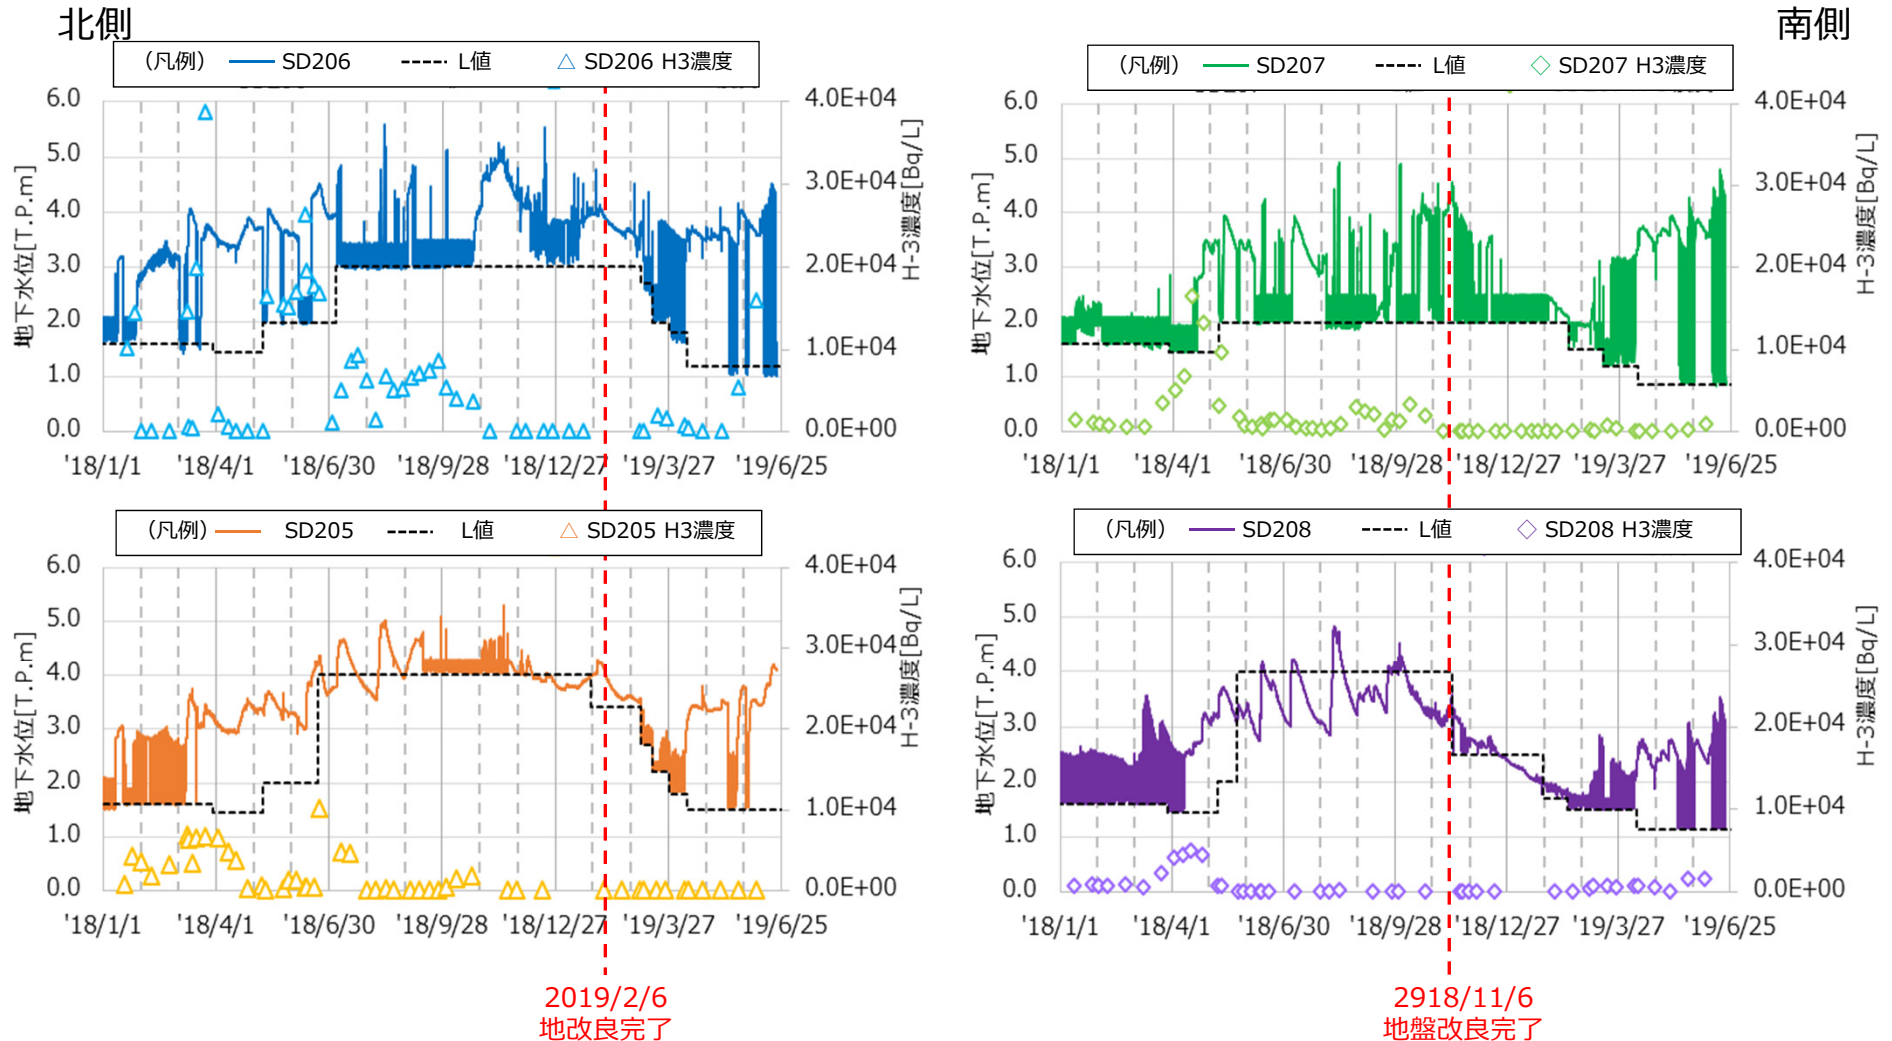 北側
南側
（凡例） SD206 L値 SD206 H3濃度
（凡例） SD207 L値 SD207 H3濃度
地下水位[T.P.m]
6.0
5.0
4.0
3.0
2.0
1.0
0.0
4.0E+04
3.0E+04
2.0E+04
1.0E+04
0.0E+00
H-3濃度[Bq/L]
'18/1/1 '18/4/1 '18/6/30 '18/9/28 '18/12/27 '19/3/27 '19/6/25
地下水位[T.P.m]
6.0
5.0
4.0
3.0
2.0
1.0
0.0
4.0E+04
3.0E+04
2.0E+04
1.0E+04
0.0E+00
H-3濃度[Bq/L]
'18/1/1 '18/4/1 '18/6/30 '18/9/28 '18/12/27 '19/3/27 '19/6/25
（凡例） SD205 L値 SD205 H3濃度
（凡例） SD208 L値 SD208 H3濃度
地下水位[T.P.m]
6.0
5.0
4.0
3.0
2.0
1.0
0.0
4.0E+04
3.0E+04
2.0E+04
1.0E+04
0.0E+00
H-3濃度[Bq/L]
'18/1/1 '18/4/1 '18/6/30 '18/9/28 '18/12/27 '19/3/27 '19/6/25
地下水位[T.P.m]
6.0
5.0
4.0
3.0
2.0
1.0
0.0
4.0E+04
3.0E+04
2.0E+04
1.0E+04
0.0E+00
H-3濃度[Bq/L]
'18/1/1 '18/4/1 '18/6/30 '18/9/28 '18/12/27 '19/3/27 '19/6/25
2019/2/6
地改良完了
2918/11/6
地盤改良完了